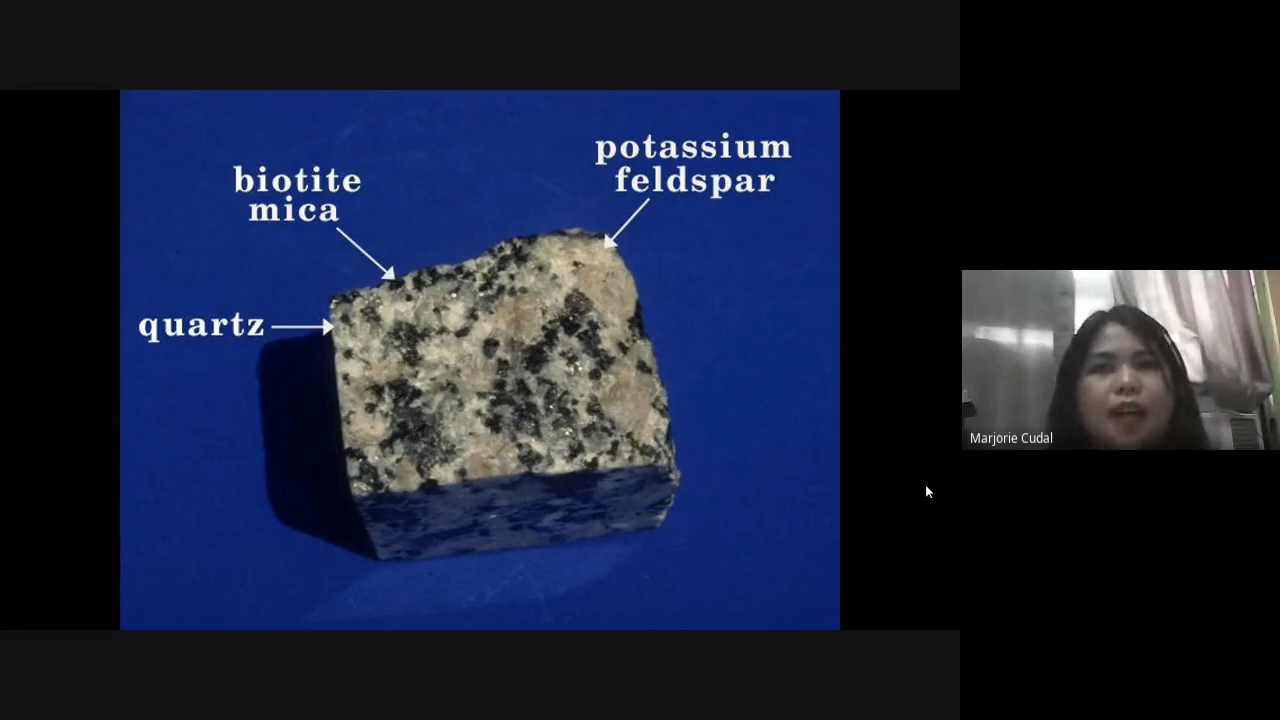 potassium
feldspar
biotite
mica
quartz
Marjorie Cudal